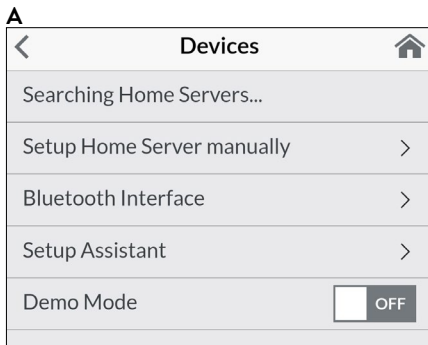 A
Devices
Searching Home Servers...
Setup Home Server manually
Bluetooth Interface
Setup Assistant
Demo Mode OFF